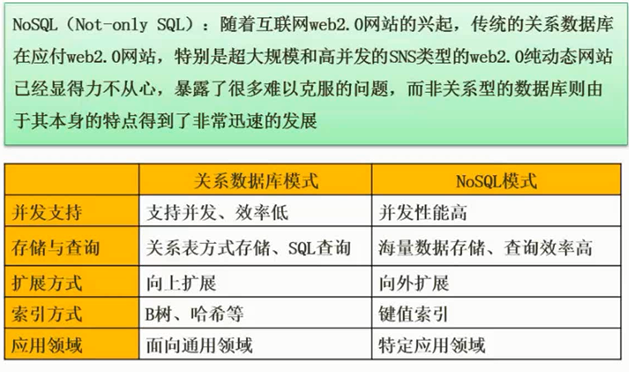 NoSQL（Not-only SQL）：随着互联网web2.0网站的兴起，传统的关系数据库
在应付web2.0网站，特别是超大规模和高并发的SNS类型的web2.0纯动态网站
已经显得力不从心，暴露了很多难以克服的问题，而非关系型的数据库则由
于其本身的特点得到了非常迅速的发展
关系数据库模式 NoSQL模式
并发支持 支持并发、效率低 并发性能高
存储与查询 关系表方式存储、SQL查询 海量数据存储、查询效率高
扩展方式 向上扩展 向外扩展
索引方式 B树、哈希等 键值索引
应用领域 面向通用领域 特定应用领域